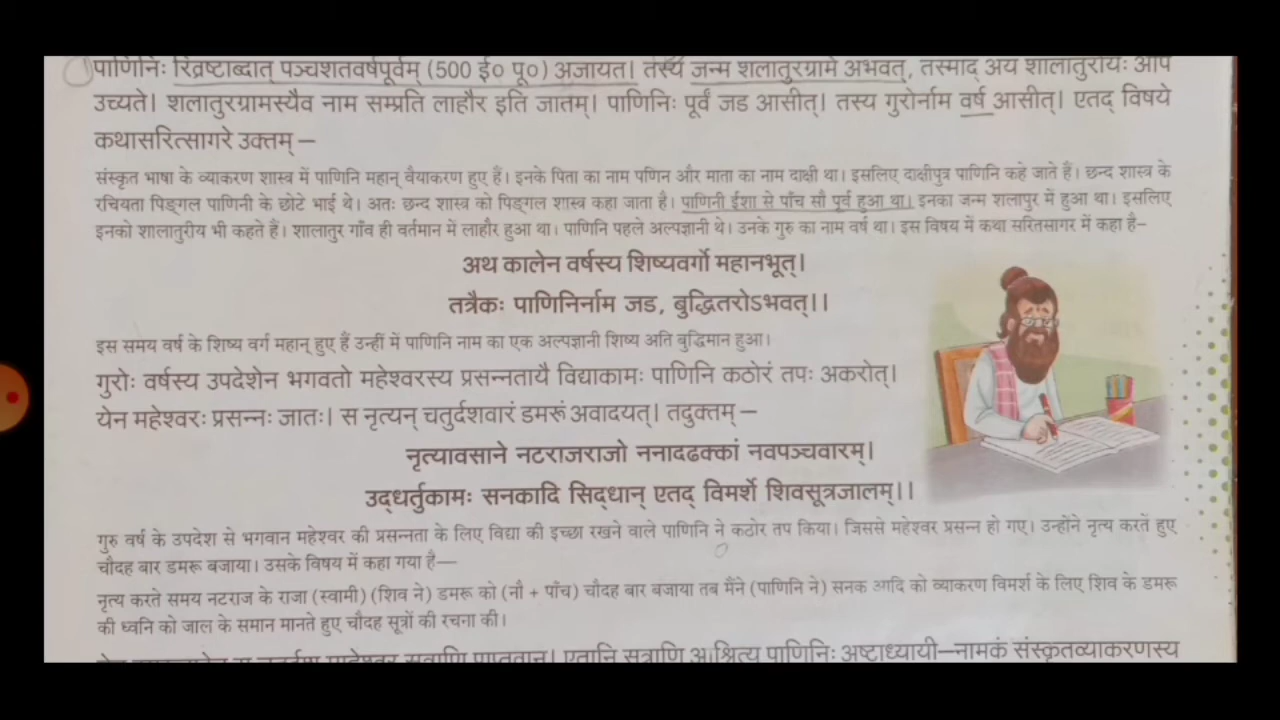 पाणिनिः ख्रिष्टाब्दात् पञ्चशतवर्षपूर्वम् (500 ई० पू०) अजायत। तस्य जन्म शलातुरग्रामे अभवत्, तस्माद् अयं शालातुरीयः अपि
उच्यते। शलातुरग्रामस्यैव नाम सम्प्रति लाहौर इति जातम्। पाणिनिः पूर्वं जड आसीत्। तस्य गुरोर्नाम वर्ष आसीत्। एतद् विषये
कथासरित्सागरे उक्तम् —
संस्कृत भाषा के व्याकरण शास्त्र में पाणिनि महान् वैयाकरण हुए हैं। इनके पिता का नाम पणिन और माता का नाम दाक्षी था। इसलिए दाक्षीपुत्र पाणिनि कहे जाते हैं। छन्द शास्त्र के
रचियता पिङ्गल पाणिनी के छोटे भाई थे। अतः छन्द शास्त्र को पिङ्गल शास्त्र कहा जाता है। पाणिनी ईशा से पाँच सौ पूर्व हुआ था। इनका जन्म शलापुर में हुआ था। इसलिए
इनको शालातुरीय भी कहते हैं। शालातुर गाँव ही वर्तमान में लाहौर हुआ था। पाणिनि पहले अल्पज्ञानी थे। उनके गुरु का नाम वर्ष था। इस विषय में कथा सरितसागर में कहा है–
अथ कालेन वर्षस्य शिष्यवर्गो महानभूत्।
तत्रैकः पाणिनिर्नाम जड, बुद्धितरोऽभवत्।।
इस समय वर्ष के शिष्य वर्ग महान् हुए हैं उन्हीं में पाणिनि नाम का एक अल्पज्ञानी शिष्य अति बुद्धिमान हुआ।
गुरोः वर्षस्य उपदेशेन भगवतो महेश्वरस्य प्रसन्नतायै विद्याकामः पाणिनि कठोरं तपः अकरोत्।
येन महेश्वरः प्रसन्नः जातः। स नृत्यन् चतुर्दशवारं डमरूं अवादयत्। तदुक्तम् —
नृत्यावसाने नटराजराजो ननादढक्कां नवपञ्चवारम्।
उद्धर्तुकामः सनकादि सिद्धान् एतद् विमर्शे शिवसूत्रजालम्।।
गुरु वर्ष के उपदेश से भगवान महेश्वर की प्रसन्नता के लिए विद्या की इच्छा रखने वाले पाणिनि ने कठोर तप किया। जिससे महेश्वर प्रसन्न हो गए। उन्होंने नृत्य करते हुए
चौदह बार डमरू बजाया। उसके विषय में कहा गया है—
नृत्य करते समय नटराज के राजा (स्वामी) (शिव ने) डमरू को (नौ + पाँच) चौदह बार बजाया तब मैंने (पाणिनि ने) सनक आदि को व्याकरण विमर्श के लिए शिव के डमरू
की ध्वनि को जाल के समान मानते हुए चौदह सूत्रों की रचना की।
सूत्राणि प्राप्तवान्। एतानि सूत्राणि आश्रित्य पाणिनिः अष्टाध्यायी—नामकं संस्कृतव्याकरणस्य